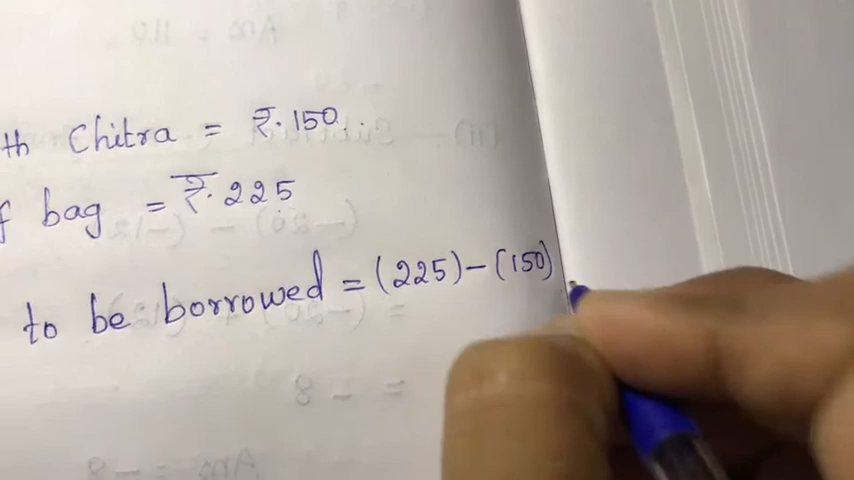 th Chitra = ₹.150.
f bag = ₹.225
to be borrowed = (225)-(150)